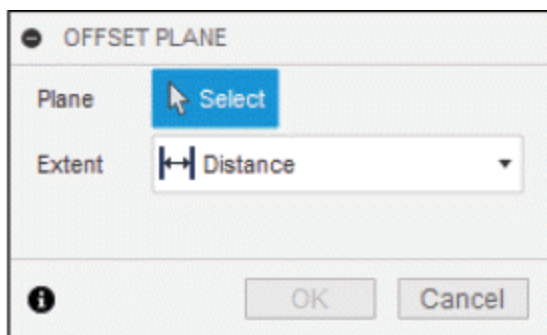 OFFSET PLANE
Plane Select
Extent Distance
OK Cancel